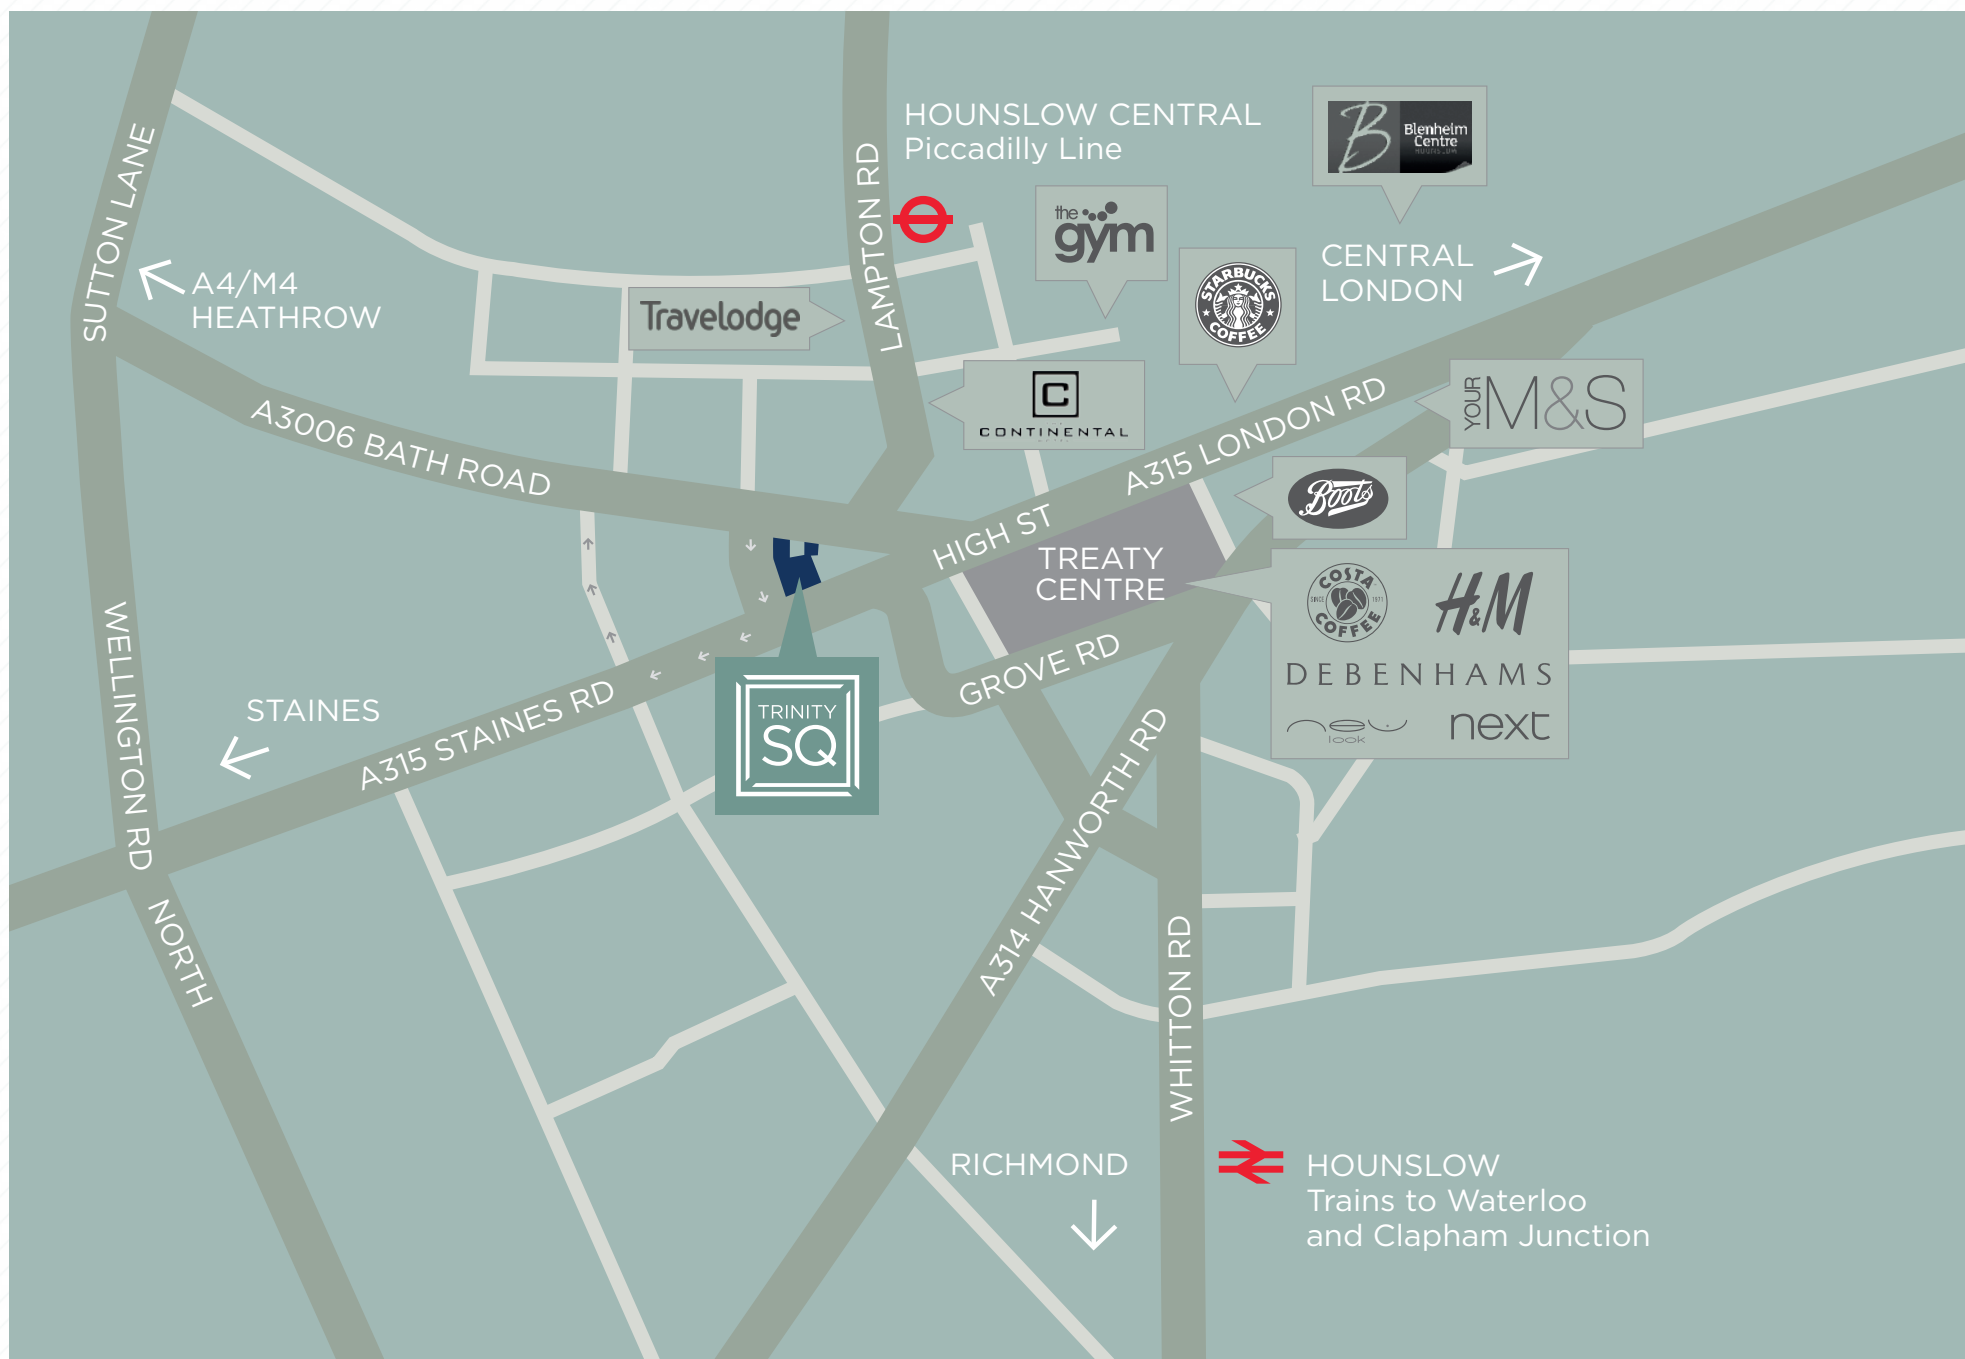 HOUNSLOW CENTRAL
Piccadilly Line
Blenheim
Centre
SUTTON LANE
LAMPTON RD
the
gym
STARBUCKS
COFFEE
CENTRAL
LONDON
A4/M4
HEATHROW
Travelodge
C
CONTINENTAL
YOUR
M&S
A3006 BATH ROAD
A315 LONDON RD
HIGH ST
Boots
TREATY
CENTRE
COSTA
SINCE 1971
COFFEE
H&M
DEBENHAMS
new
look
next
GROVE RD
WELLINGTON RD
NORTH
STAINES
A315 STAINES RD
TRINITY
SQ
A314 HANWORTH RD
WHITTON RD
RICHMOND
HOUNSLOW
Trains to Waterloo
and Clapham Junction